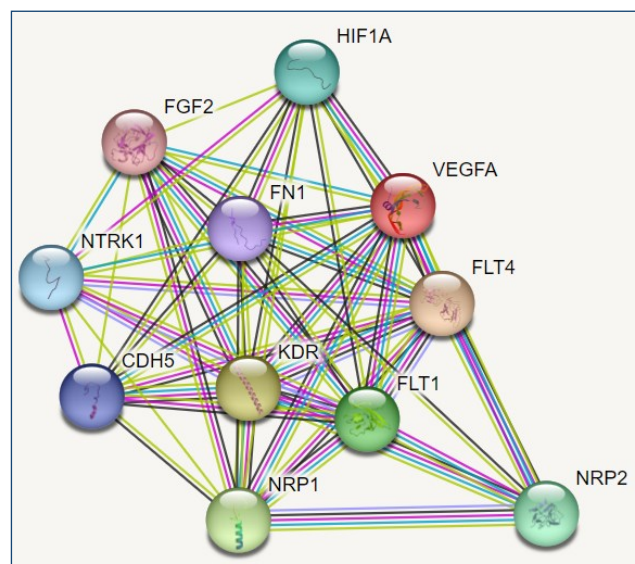 HIF1A
FGF2
VEGFA
FN1
NTRK1
FLT4
KDR
CDH5
FLT1
NRP1
NRP2